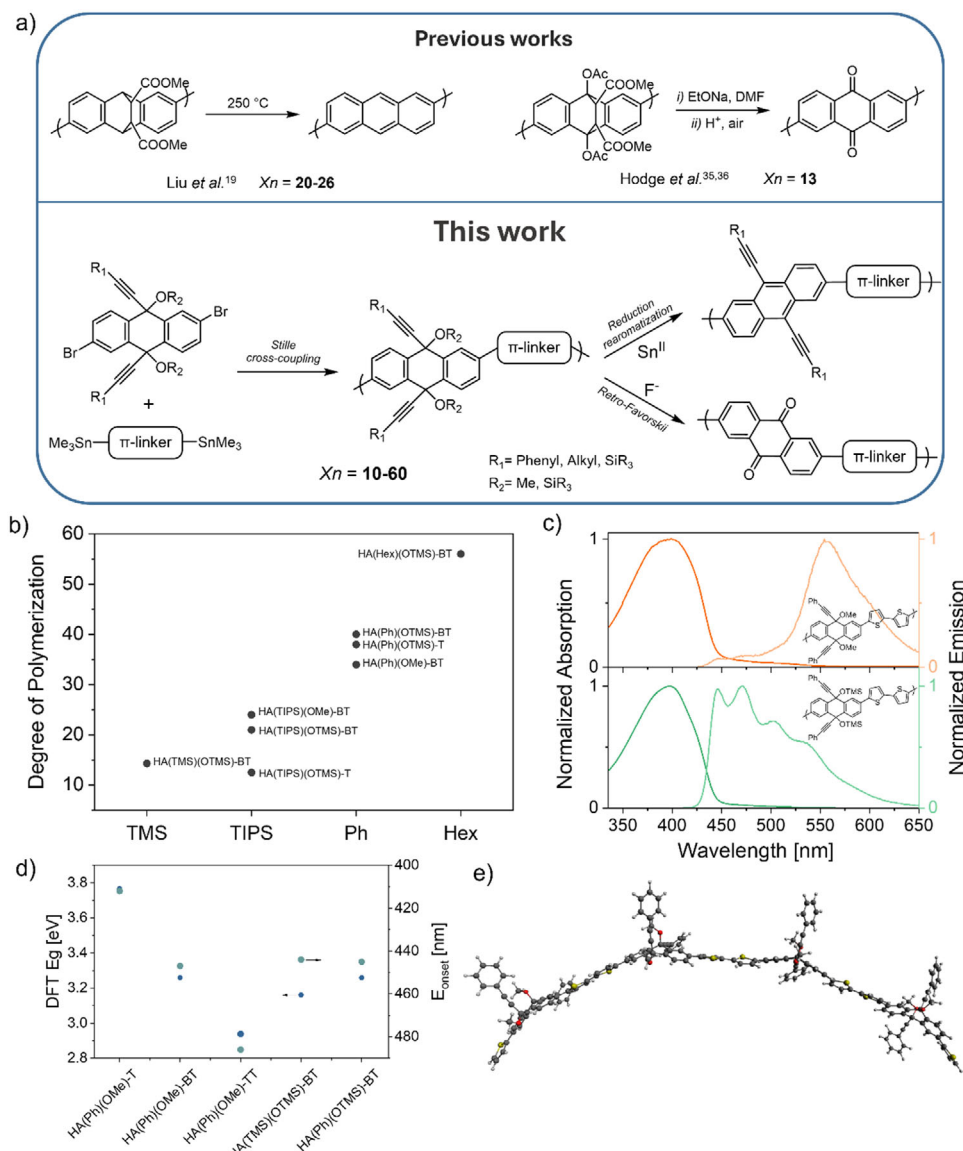 a)
Previous works
COOMe
COOMe
250 °C
Liu et al.19
Xn = 20-26
OAc
COOMe
COOMe
OAc
i) EtONa, DMF
ii) H+, air
O
O
Hodge et al.35,36
Xn = 13
This work
R1
OR2
Br
Br
OR2
R1
+
Me3Sn
π-linker
SnMe3
Stille
cross-coupling
R1
OR2
π-linker
OR2
R1
Xn = 10-60
R1= Phenyl, Alkyl, SiR3
R2= Me, SiR3
Reduction
rearomatization
SnII
F-
Retro-Favorskii
R1
π-linker
R1
O
π-linker
O
b)
Degree of Polymerization
60
50
40
30
20
10
HA(Hex)(OTMS)-BT
HA(Ph)(OTMS)-BT
HA(Ph)(OTMS)-T
HA(Ph)(OMe)-BT
HA(TIPS)(OMe)-BT
HA(TIPS)(OTMS)-BT
HA(TMS)(OTMS)-BT
HA(TIPS)(OTMS)-T
TMS
TIPS
Ph
Hex
c)
Normalized Absorption
Normalized Emission
1
0
1
0
1
0
1
0
Ph
OMe
S
S
OMe
Ph
Ph
OTMS
S
S
OTMS
Ph
350
400
450
500
550
600
650
Wavelength [nm]
d)
DFT Eg [eV]
3.8
3.6
3.4
3.2
3.0
2.8
400
420
440
460
480
Eonset [nm]
HA(Ph)(OMe)-T
HA(Ph)(OMe)-BT
HA(Ph)(OMe)-TT
HA(TMS)(OTMS)-BT
HA(Ph)(OTMS)-BT
e)